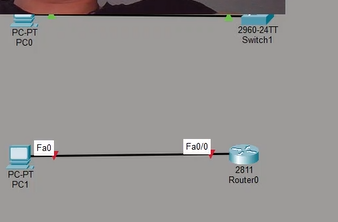 PC-PT
PC0
2960-24TT
Switch1
Fa0
Fa0/0
PC-PT
PC1
2811
Router0